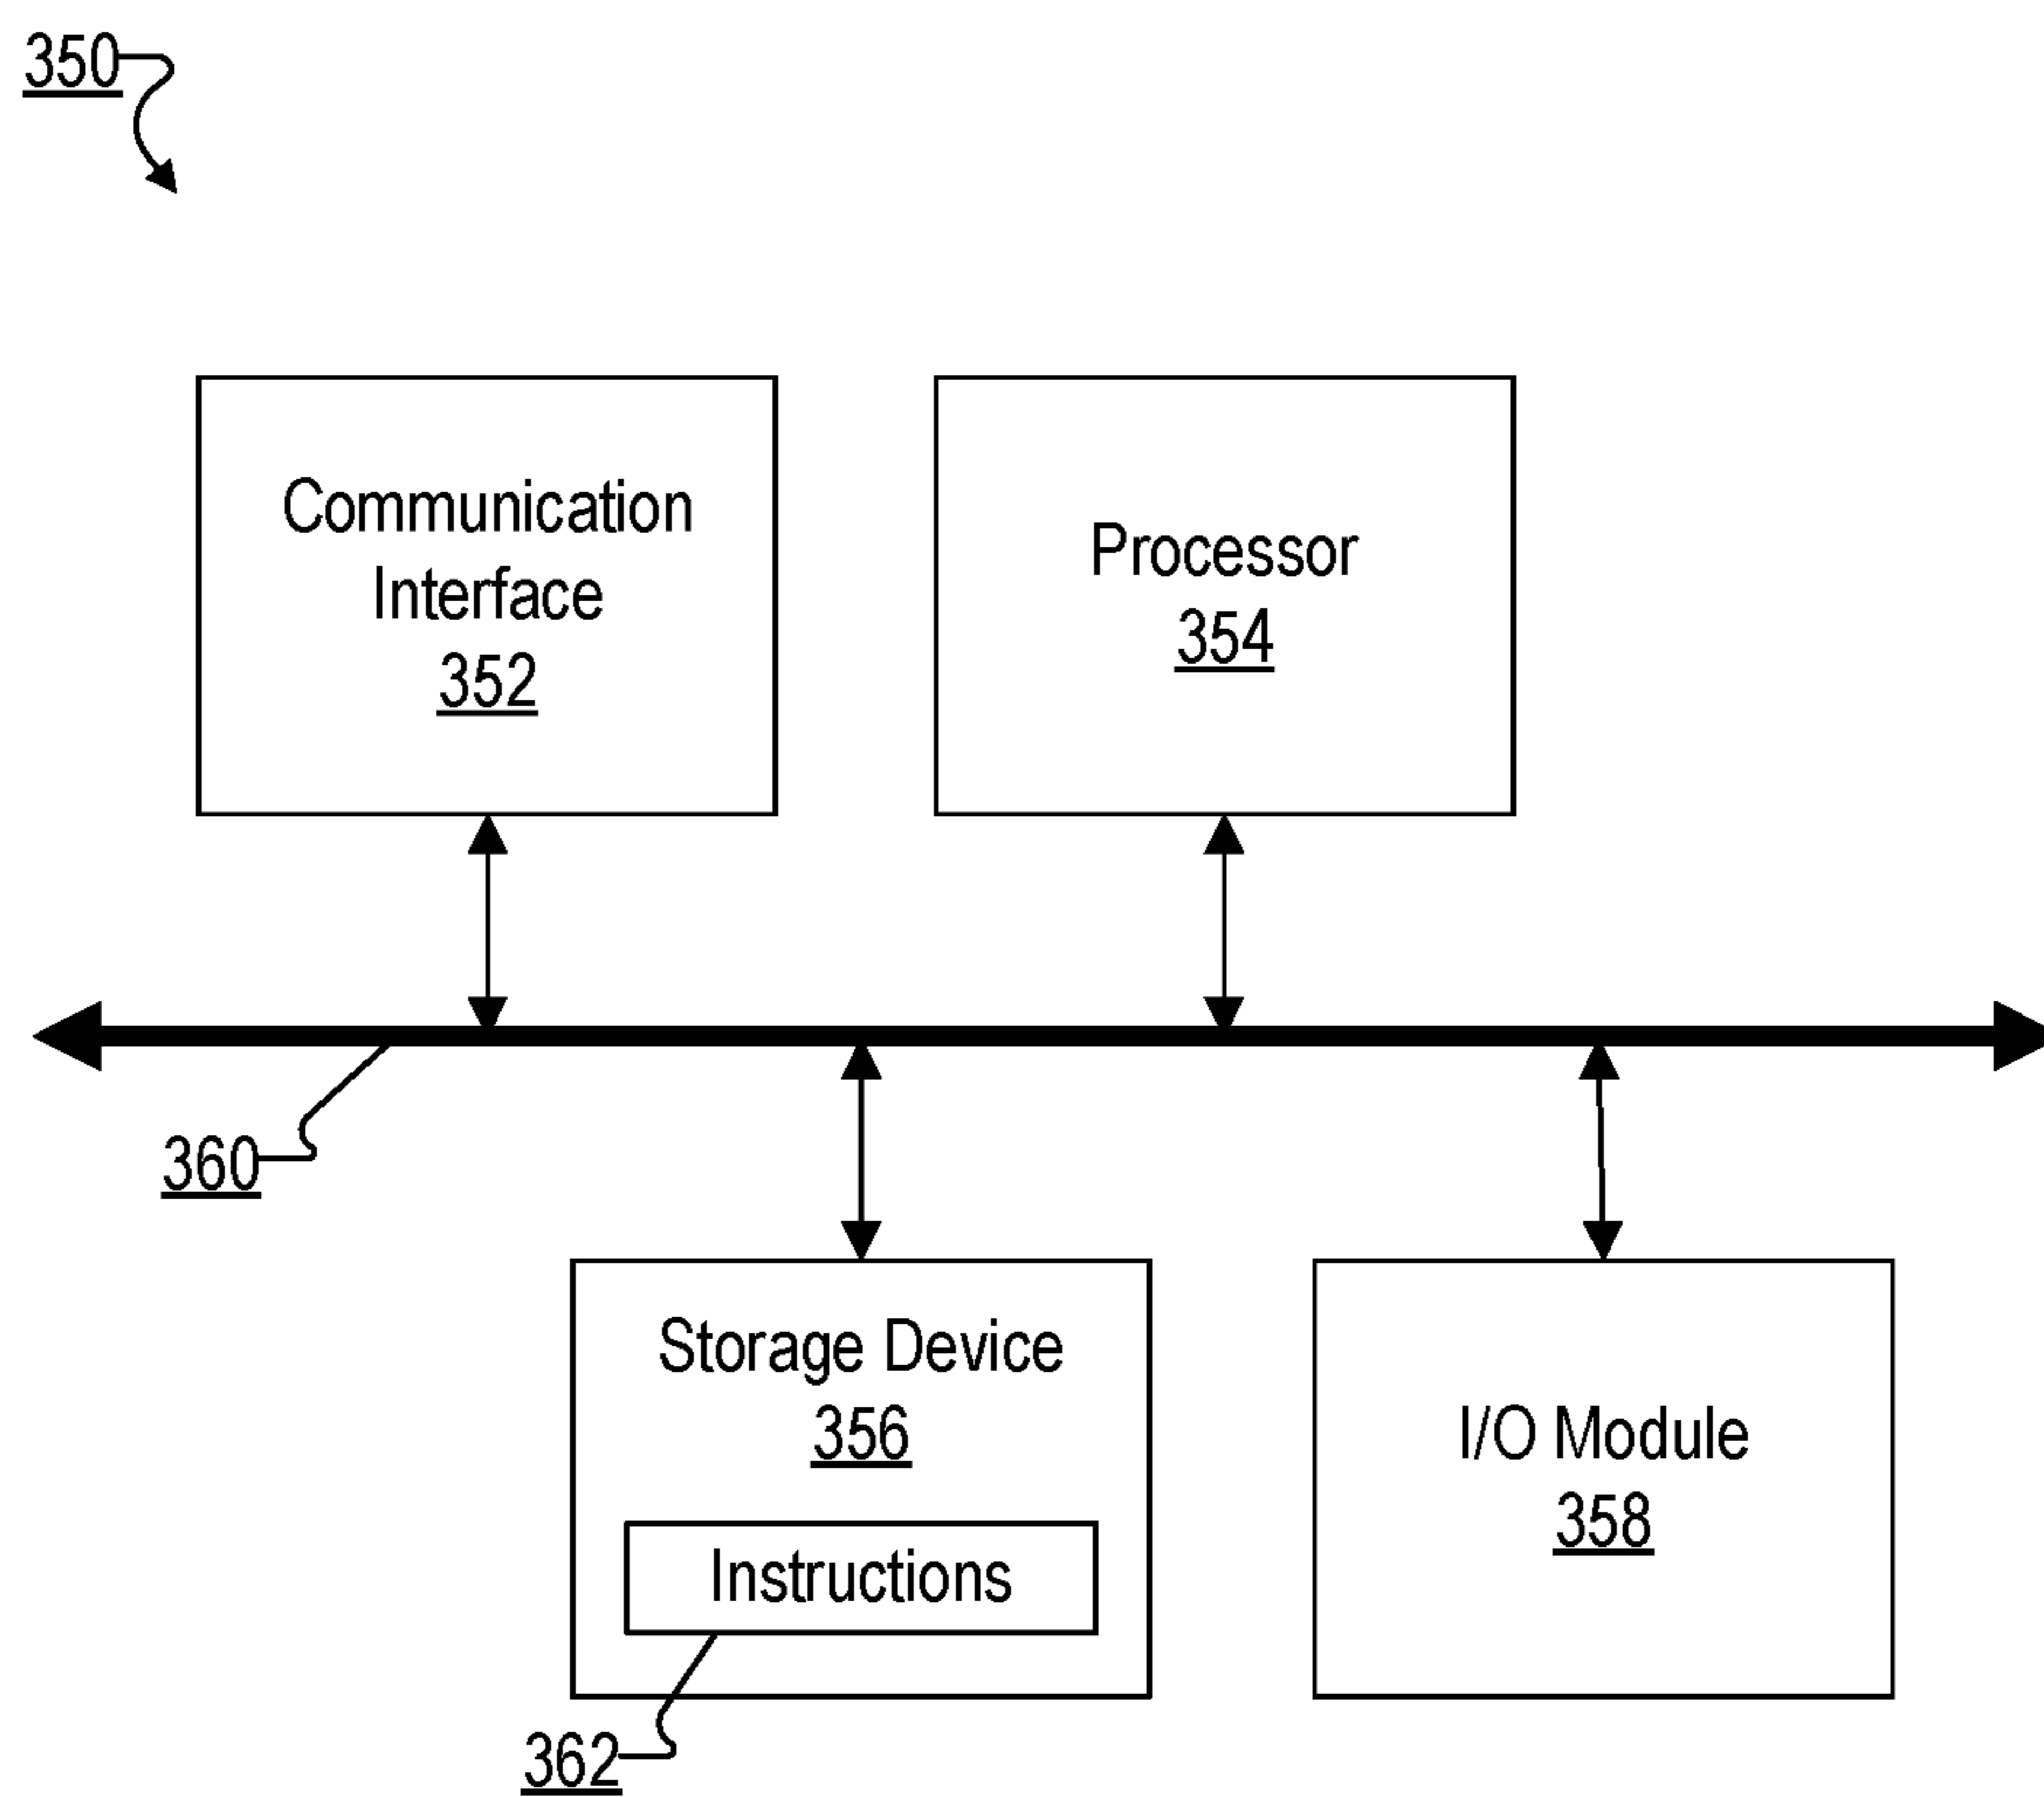 350
Communication
Interface
352
Processor
354
360
Storage Device
356
Instructions
362
I/O Module
358